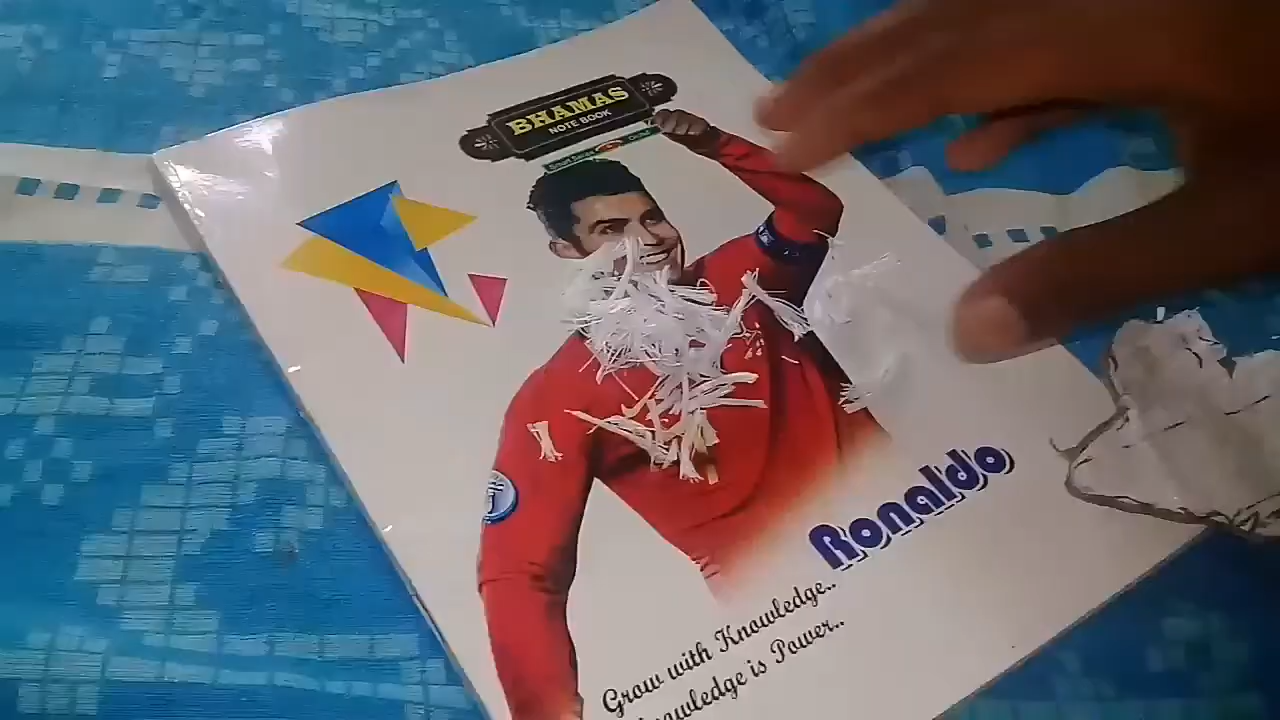 BHAMAS
NOTE BOOK
Ronaldo
Grow with Knowledge..
Knowledge is Power..